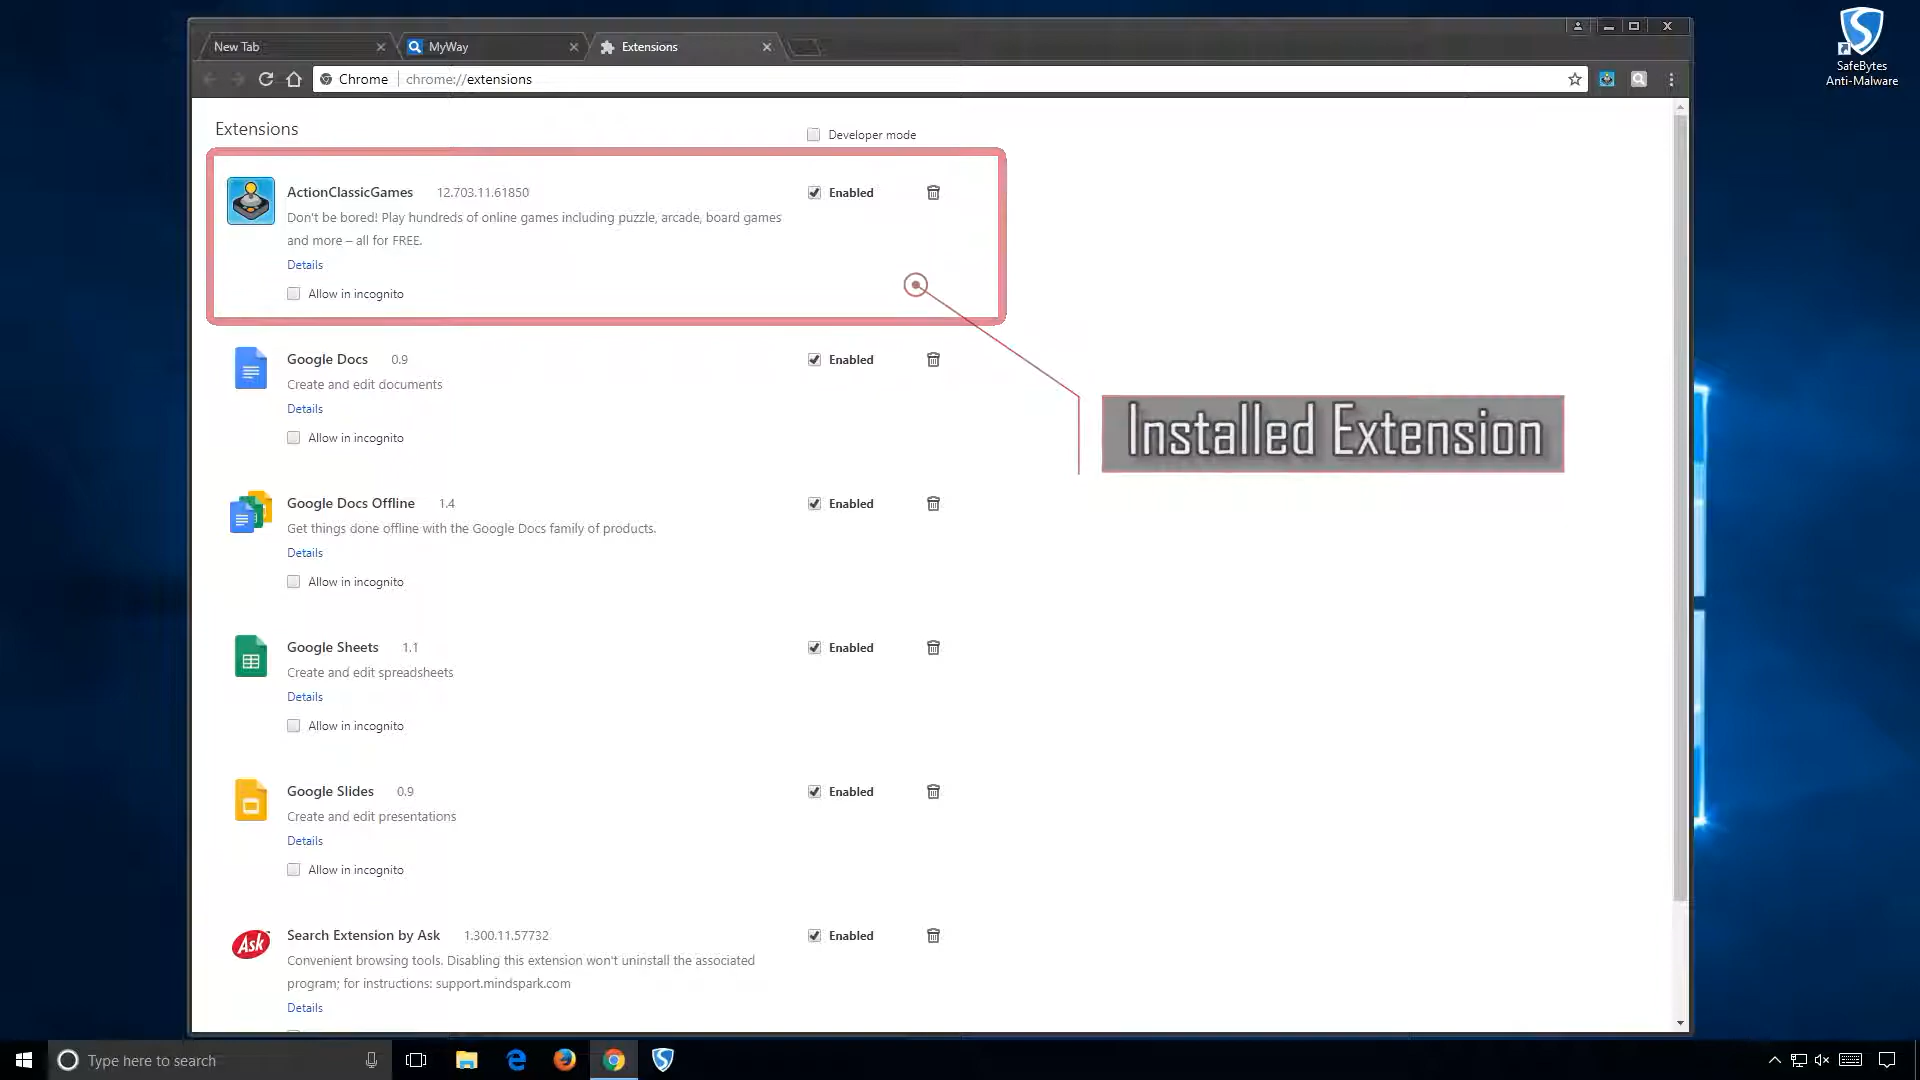 New Tab
MyWay
Extensions
Chrome
chrome://extensions
SafeBytes
Anti-Malware
Extensions
Developer mode
ActionClassicGames 12.703.11.61850
Enabled
Don't be bored! Play hundreds of online games including puzzle, arcade, board games
and more – all for FREE.
Details
Allow in incognito
Google Docs 0.9
Enabled
Create and edit documents
Details
Allow in incognito
Installed Extension
Google Docs Offline 1.4
Enabled
Get things done offline with the Google Docs family of products.
Details
Allow in incognito
Google Sheets 1.1
Enabled
Create and edit spreadsheets
Details
Allow in incognito
Google Slides 0.9
Enabled
Create and edit presentations
Details
Allow in incognito
Ask
Search Extension by Ask 1.300.11.57732
Enabled
Convenient browsing tools. Disabling this extension won't uninstall the associated
program; for instructions: support.mindspark.com
Details
Type here to search